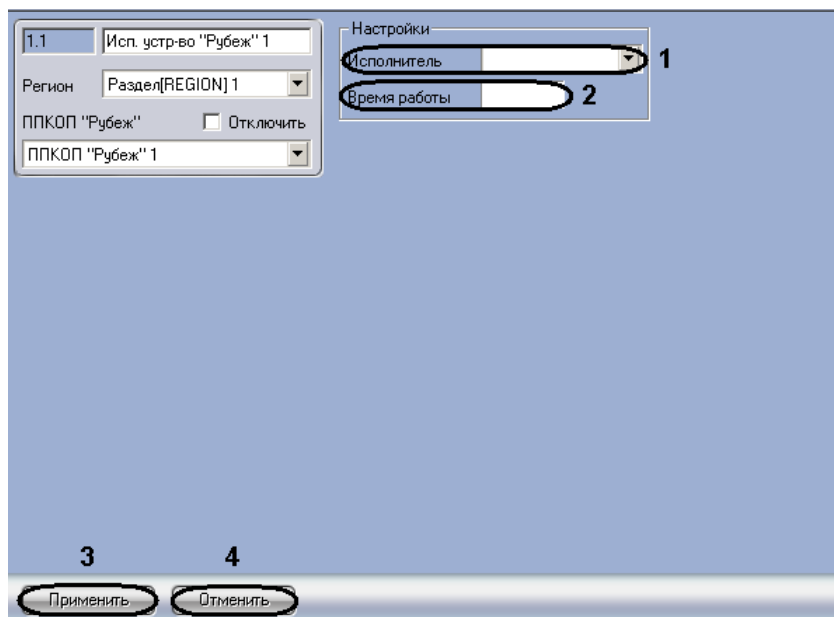 1.1 Исп. устр-во "Рубеж" 1
Регион Раздел[REGION] 1
ППКОП "Рубеж" Отключить
ППКОП "Рубеж" 1
Настройки
Исполнитель 1
Время работы 2
3 4
Применить Отменить